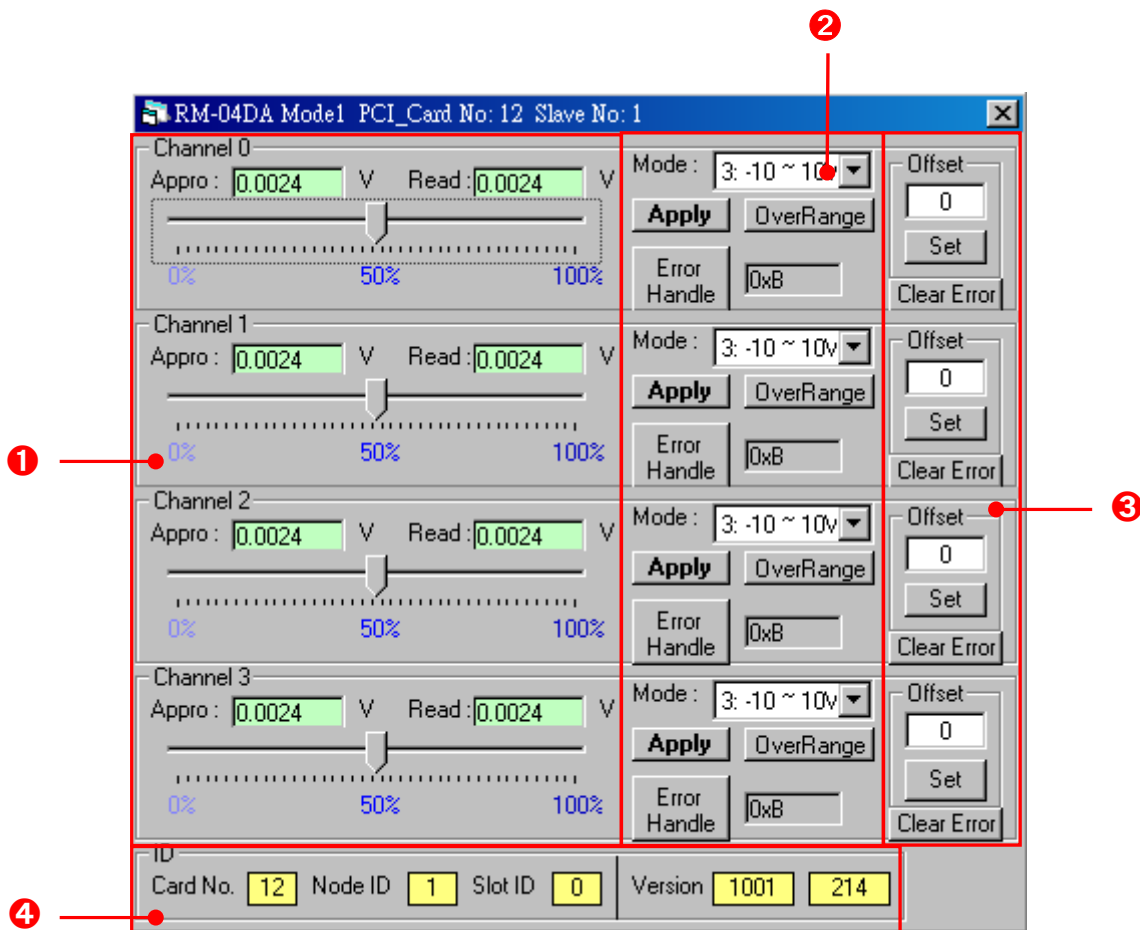 ❷
RM-04DA Mode1 PCI_Card No: 12 Slave No: 1
Channel 0
Appro : 0.0024 V Read : 0.0024 V
0% 50% 100%
Mode : 3: -10 ~ 10v
Apply OverRange
Error Handle 0xB
Offset
0
Set
Clear Error
Channel 1
Appro : 0.0024 V Read : 0.0024 V
0% 50% 100%
Mode : 3: -10 ~ 10v
Apply OverRange
Error Handle 0xB
Offset
0
Set
Clear Error
❶
Channel 2
Appro : 0.0024 V Read : 0.0024 V
0% 50% 100%
Mode : 3: -10 ~ 10v
Apply OverRange
Error Handle 0xB
Offset
0
Set
Clear Error
❸
Channel 3
Appro : 0.0024 V Read : 0.0024 V
0% 50% 100%
Mode : 3: -10 ~ 10v
Apply OverRange
Error Handle 0xB
Offset
0
Set
Clear Error
ID
Card No. 12 Node ID 1 Slot ID 0 Version 1001 214
❹